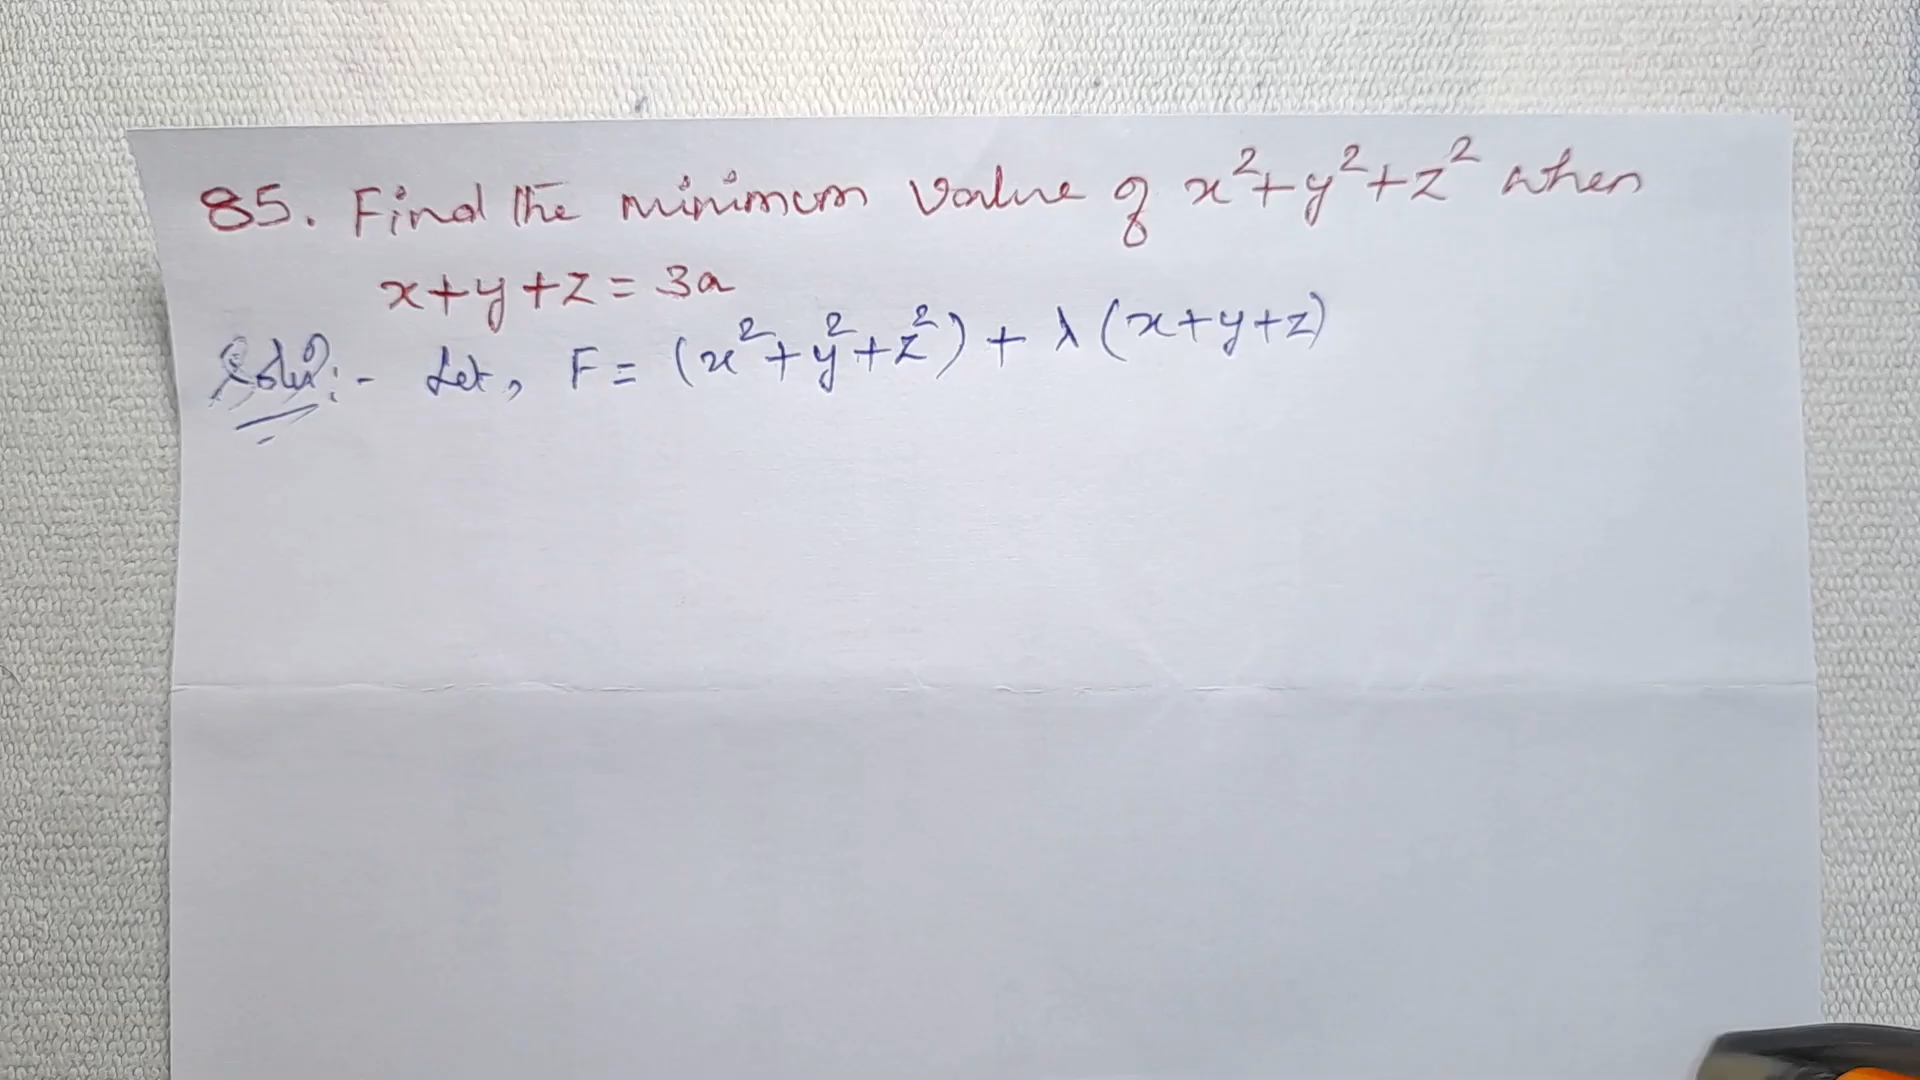 85. Find the minimum value of x²+y²+z² when
x+y+z = 3a
Soln:- Let, F = (x²+y²+z²) + λ(x+y+z)